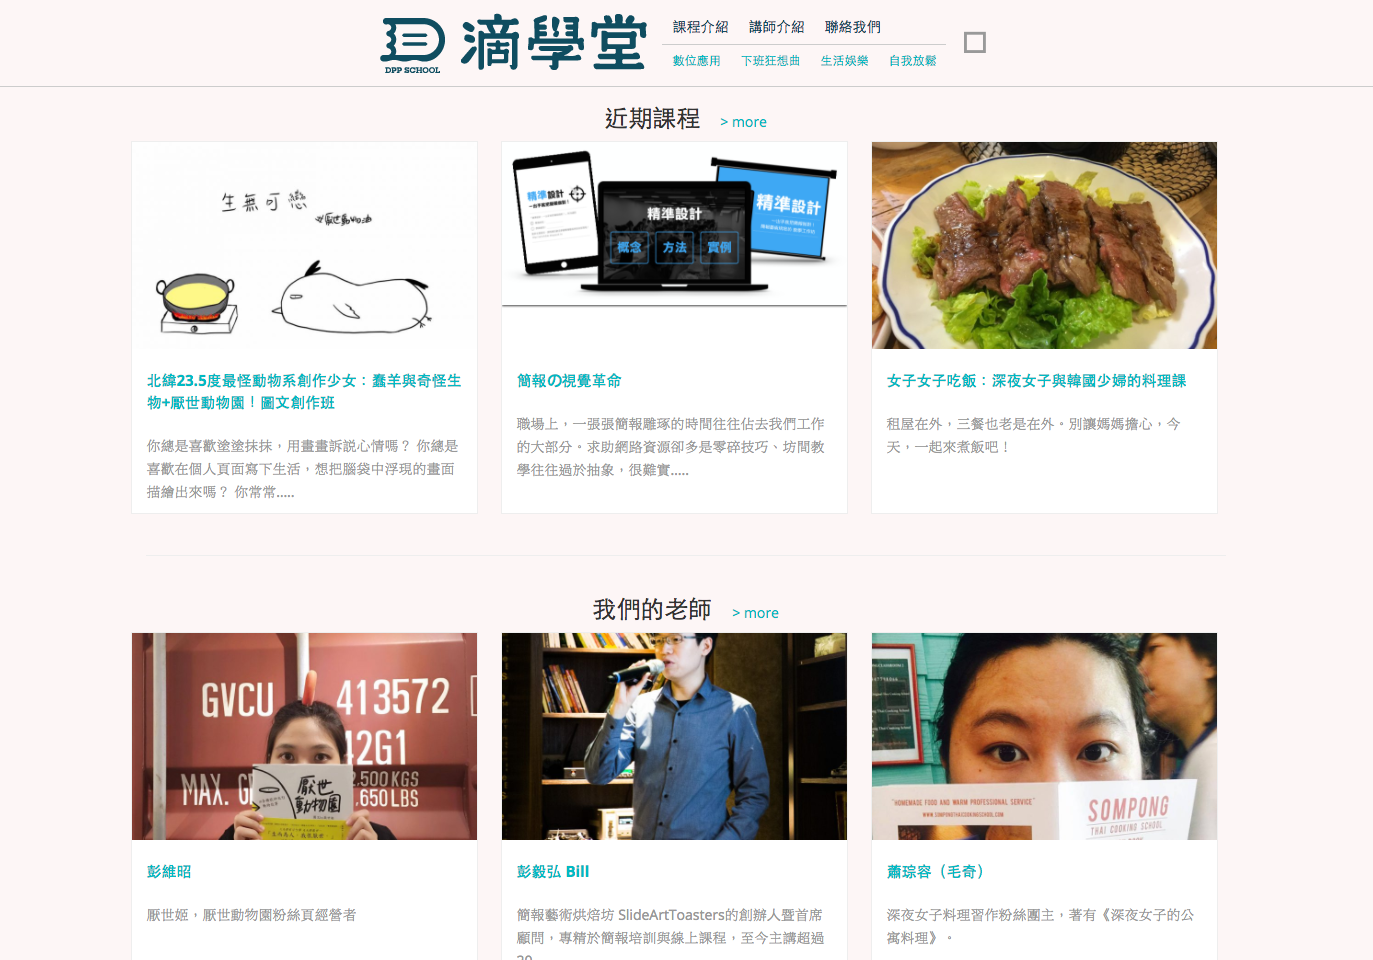 DPP SCHOOL
滴學堂
課程介紹 講師介紹 聯絡我們
數位應用 下班狂想曲 生活娛樂 自我放鬆
近期課程 > more
生無可戀
精準設計
精準設計
概念 方法 實例
精準設計
北緯23.5度最怪動物系創作少女：蠢羊與奇怪生
物+厭世動物園！圖文創作班
你總是喜歡塗塗抹抹，用畫畫訴說心情嗎？ 你總是
喜歡在個人頁面寫下生活，想把腦袋中浮現的畫面
描繪出來嗎？ 你常常.....
簡報の視覺革命
職場上，一張張簡報雕琢的時間往往佔去我們工作
的大部分。求助網路資源卻多是零碎技巧、坊間教
學往往過於抽象，很難實.....
女子女子吃飯：深夜女子與韓國少婦的料理課
租屋在外，三餐也老是在外。別讓媽媽擔心，今
天，一起來煮飯吧！
我們的老師 > more
GVCU 413572
42G1
MAX. G
2,500 KGS
,650 LBS
厭世
動物園
"HOMEMADE FOOD AND WARM PROFESSIONAL SERVICE"
WWW.SOMPONGTHAICOOKINGSCHOOL.COM
SOMPONG
THAI COOKING SCHOOL
彭維昭
厭世姬，厭世動物園粉絲頁經營者
彭毅弘 Bill
簡報藝術烘焙坊 SlideArtToasters的創辦人暨首席
顧問，專精於簡報培訓與線上課程，至今主講超過
蕭琮容（毛奇）
深夜女子料理習作粉絲團主，著有《深夜女子的公
寓料理》。